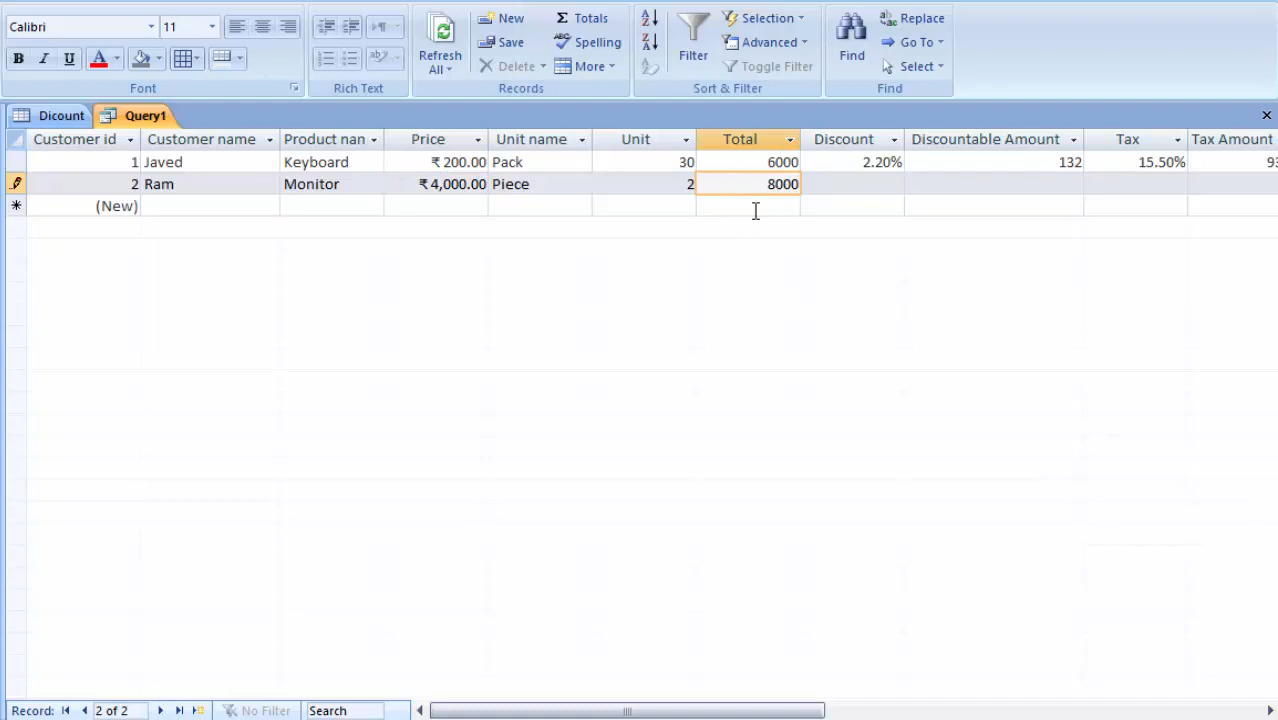 Calibri 11 New Σ Totals Selection Replace
Refresh All Save Spelling Filter Advanced Find Go To
B I U A Delete More Toggle Filter Select
Font Rich Text Records Sort & Filter Find
Dicount Query1
Customer id Customer name Product nan Price Unit name Unit Total Discount Discountable Amount Tax Tax Amount
1 Javed Keyboard ₹ 200.00 Pack 30 6000 2.20% 132 15.50% 93
2 Ram Monitor ₹ 4,000.00 Piece 2 8000
(New)
Record: 2 of 2 No Filter Search